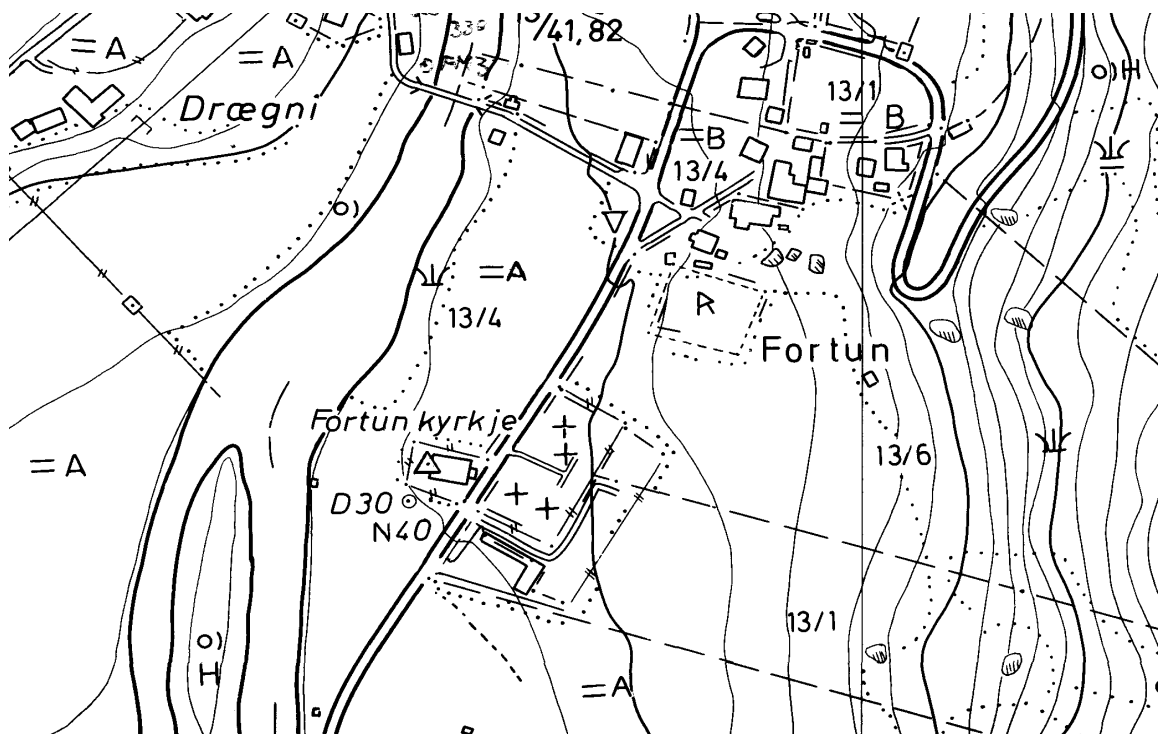 41,82
= A
= A
Drægni
13/1
= B
= B
13/4
= A
13/4
R
Fortun
Fortun kyrkje
= A
13/6
D30
N40
13/1
= A
H
H